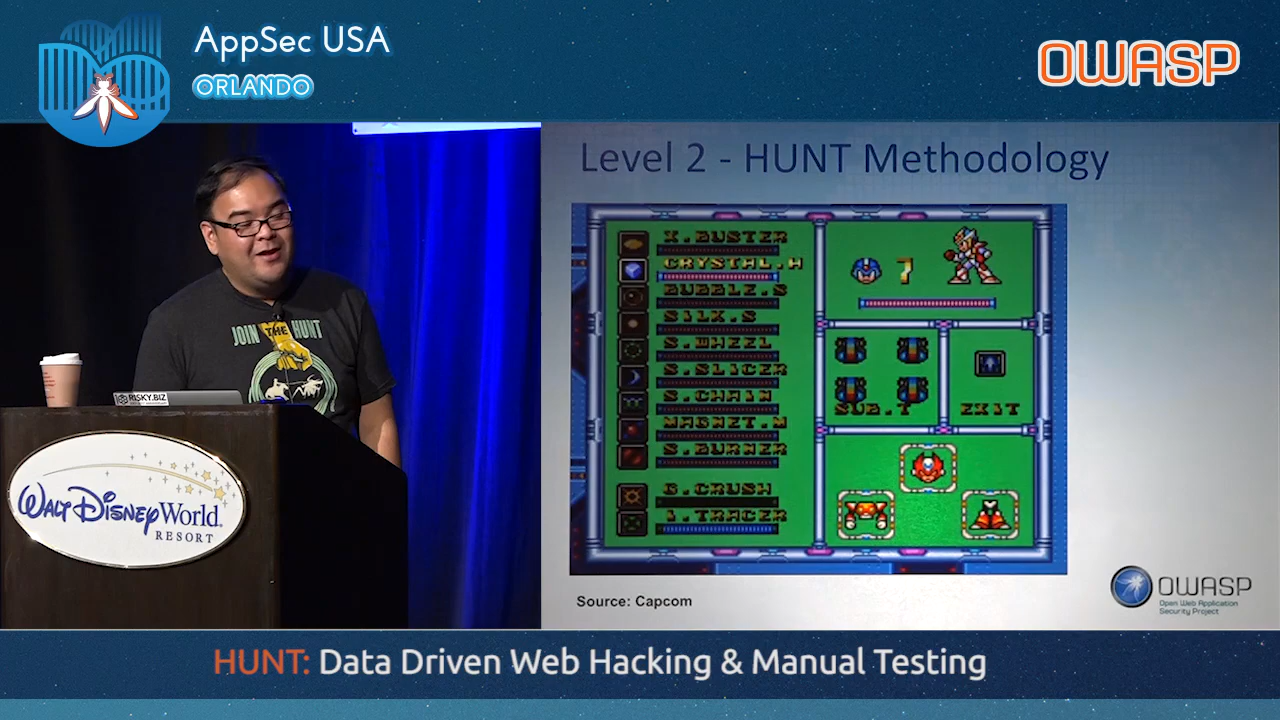 AppSec USA
ORLANDO
OWASP
Level 2 - HUNT Methodology
X.BUSTER
CRYSTAL.H
BUBBLE.S
SILK.S
S.WHEEL
S.SLICER
S.CHAIN
MAGNET.M
S.BURNER
G.CRUSH
I.TRACER
7
SUB.T
EXIT
Source: Capcom
OWASP
Open Web Application
Security Project
JOIN THE HUNT
RISKY.BIZ
WALT DISNEY World
RESORT
HUNT: Data Driven Web Hacking & Manual Testing